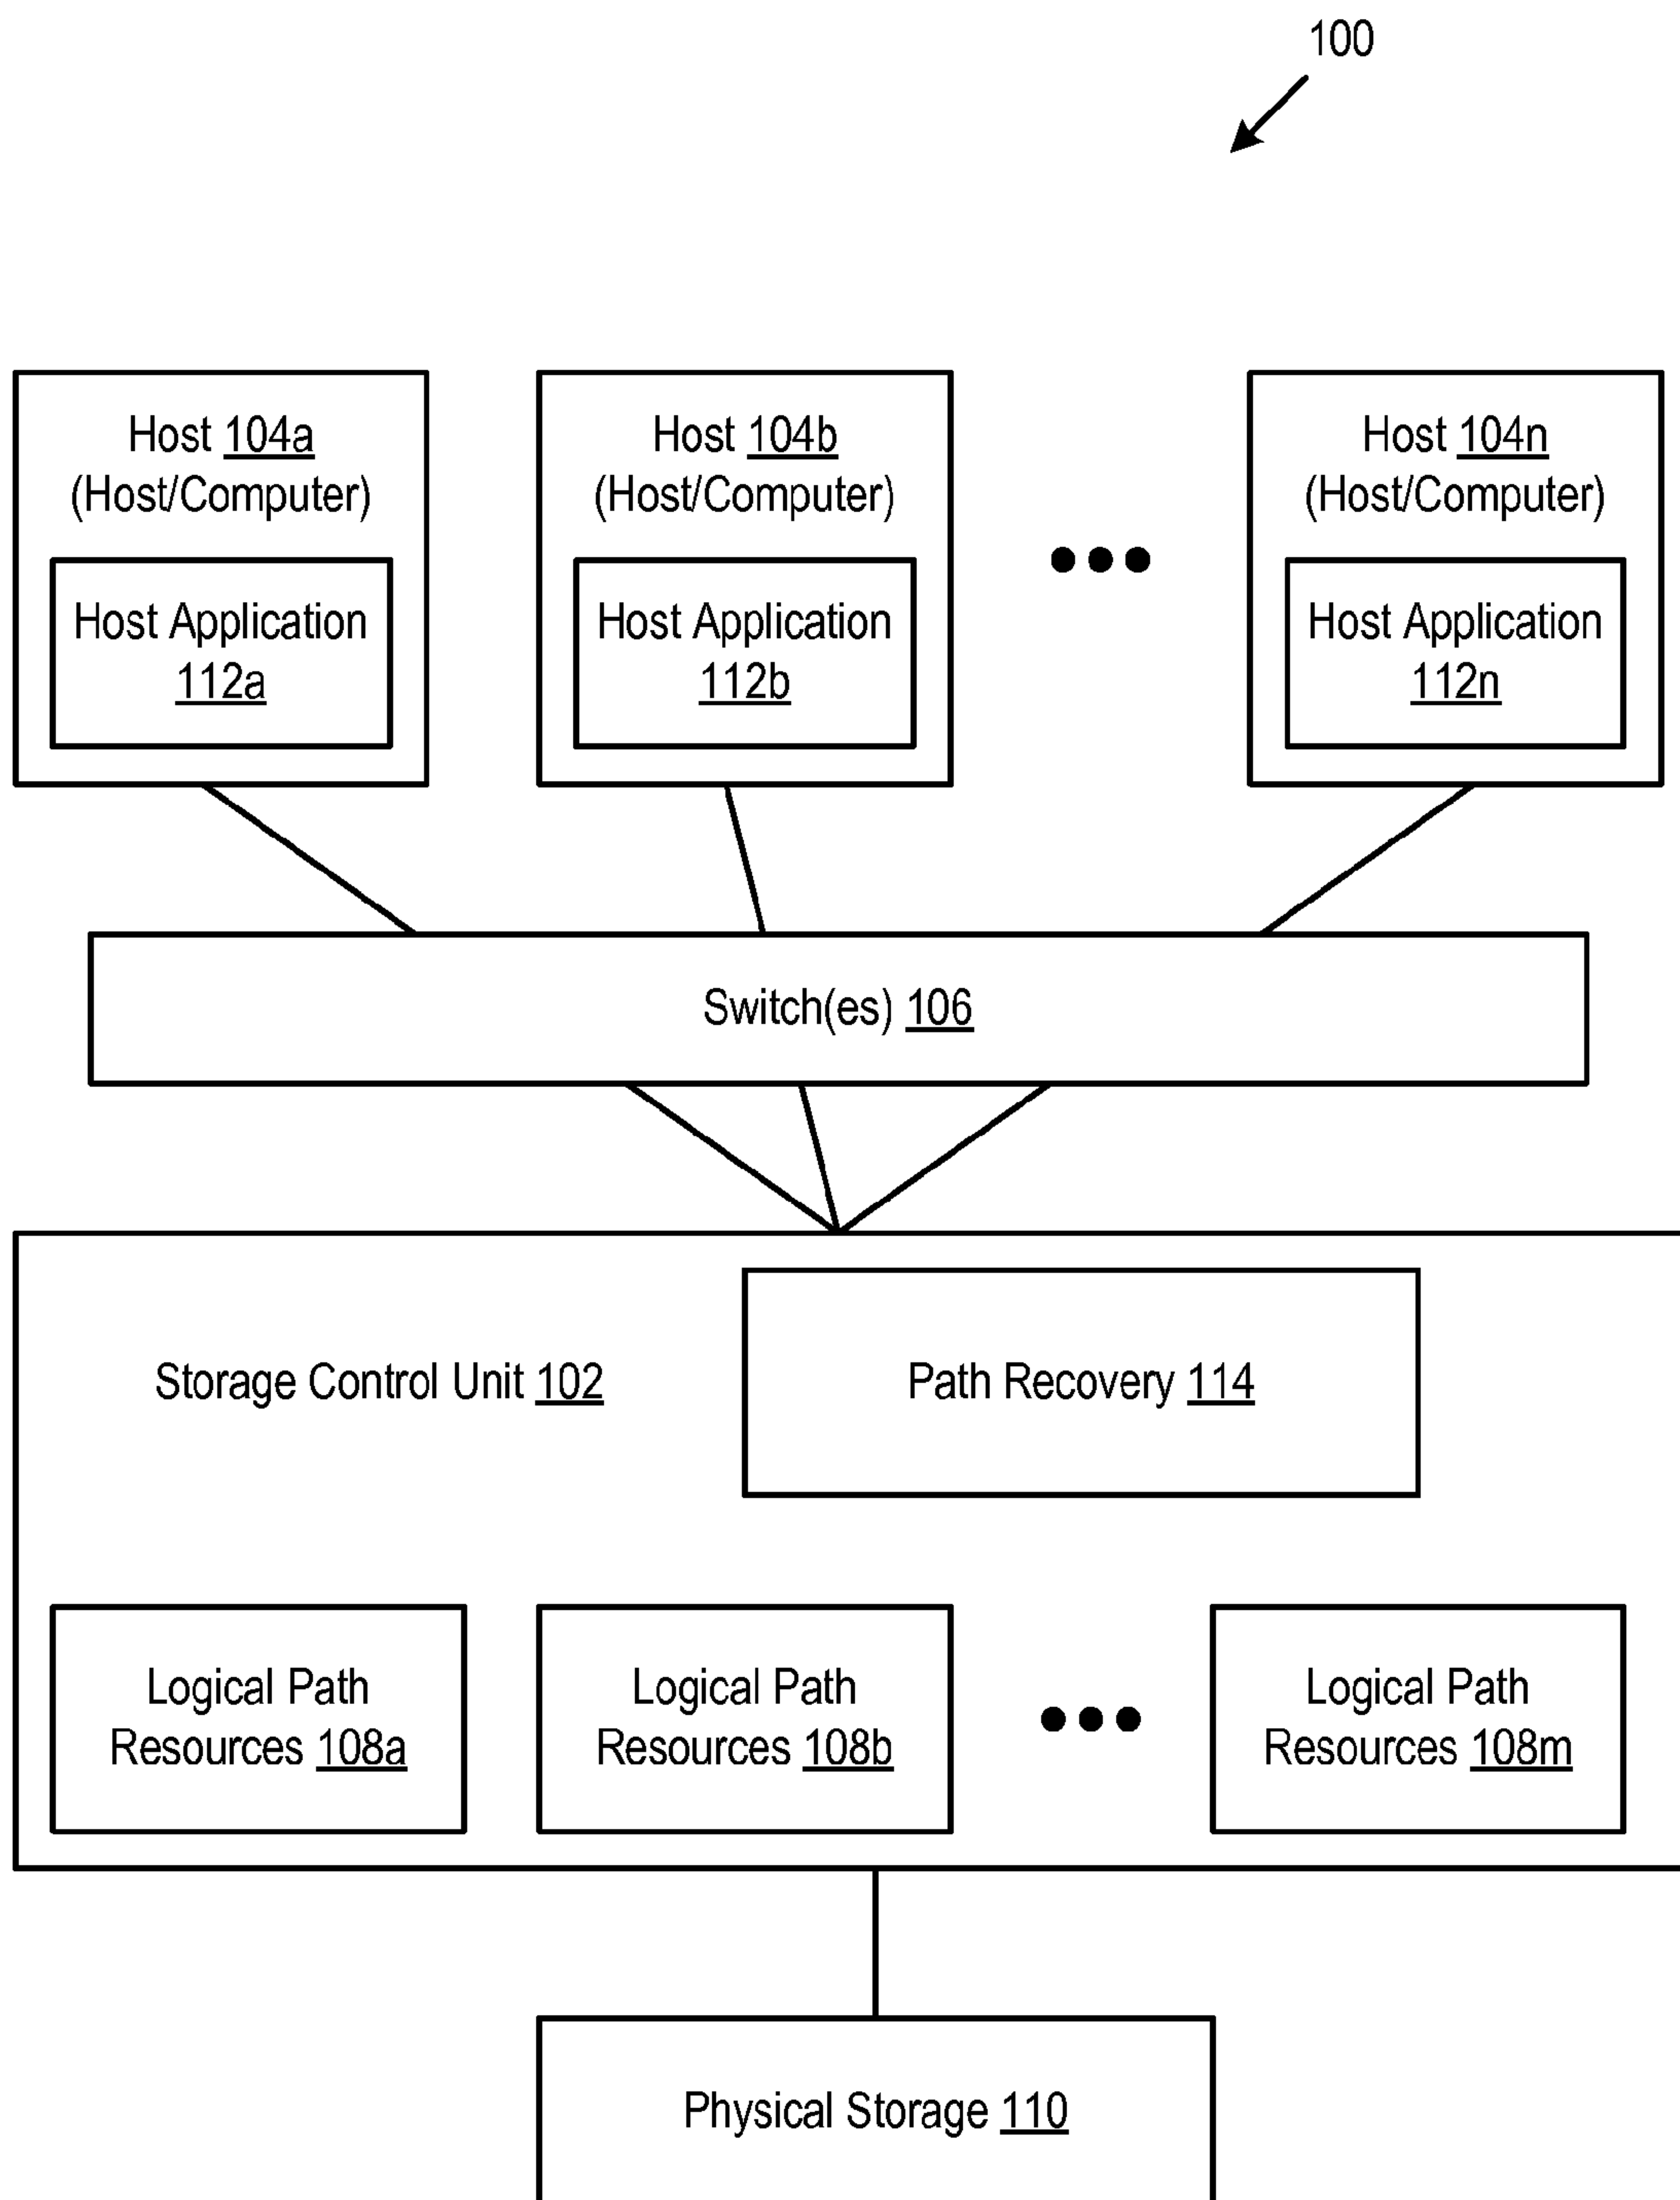 100
Host 104a
(Host/Computer)
Host Application
112a
Host 104b
(Host/Computer)
Host Application
112b
Host 104n
(Host/Computer)
Host Application
112n
Switch(es) 106
Storage Control Unit 102
Path Recovery 114
Logical Path
Resources 108a
Logical Path
Resources 108b
Logical Path
Resources 108m
Physical Storage 110